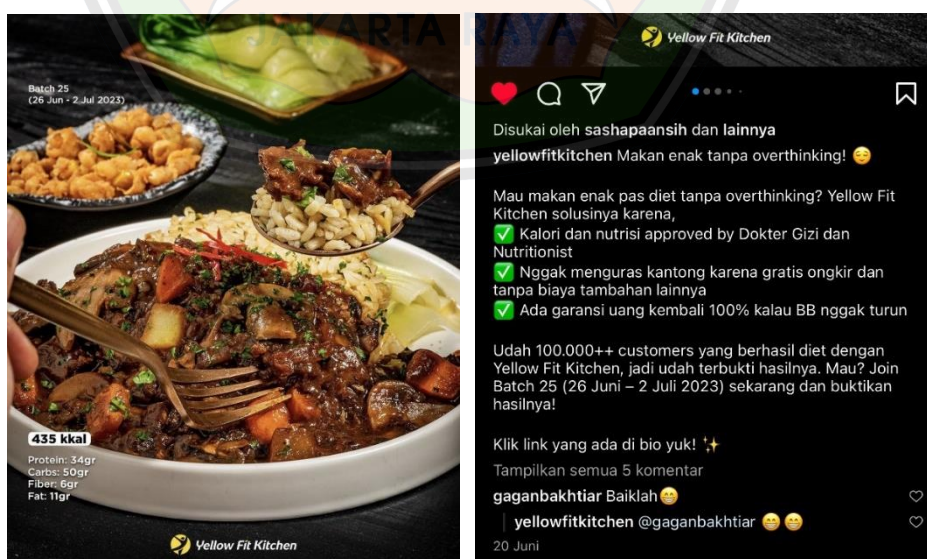 JAKARTA RAYA
Batch 25
(26 Jun - 2 Jul 2023)
435 kkal
Protein: 34gr
Carbs: 50gr
Fiber: 6gr
Fat: 11gr
Yellow Fit Kitchen
Yellow Fit Kitchen
Disukai oleh sashapaansih dan lainnya
yellowfitkitchen Makan enak tanpa overthinking! 😌
Mau makan enak pas diet tanpa overthinking? Yellow Fit
Kitchen solusinya karena,
✅ Kalori dan nutrisi approved by Dokter Gizi dan
Nutritionist
✅ Nggak menguras kantong karena gratis ongkir dan
tanpa biaya tambahan lainnya
✅ Ada garansi uang kembali 100% kalau BB nggak turun
Udah 100.000++ customers yang berhasil diet dengan
Yellow Fit Kitchen, jadi udah terbukti hasilnya. Mau? Join
Batch 25 (26 Juni – 2 Juli 2023) sekarang dan buktikan
hasilnya!
Klik link yang ada di bio yuk! ✨
Tampilkan semua 5 komentar
gaganbakhtiar Baiklah😁
yellowfitkitchen @gaganbakhtiar 😁😁
20 Juni